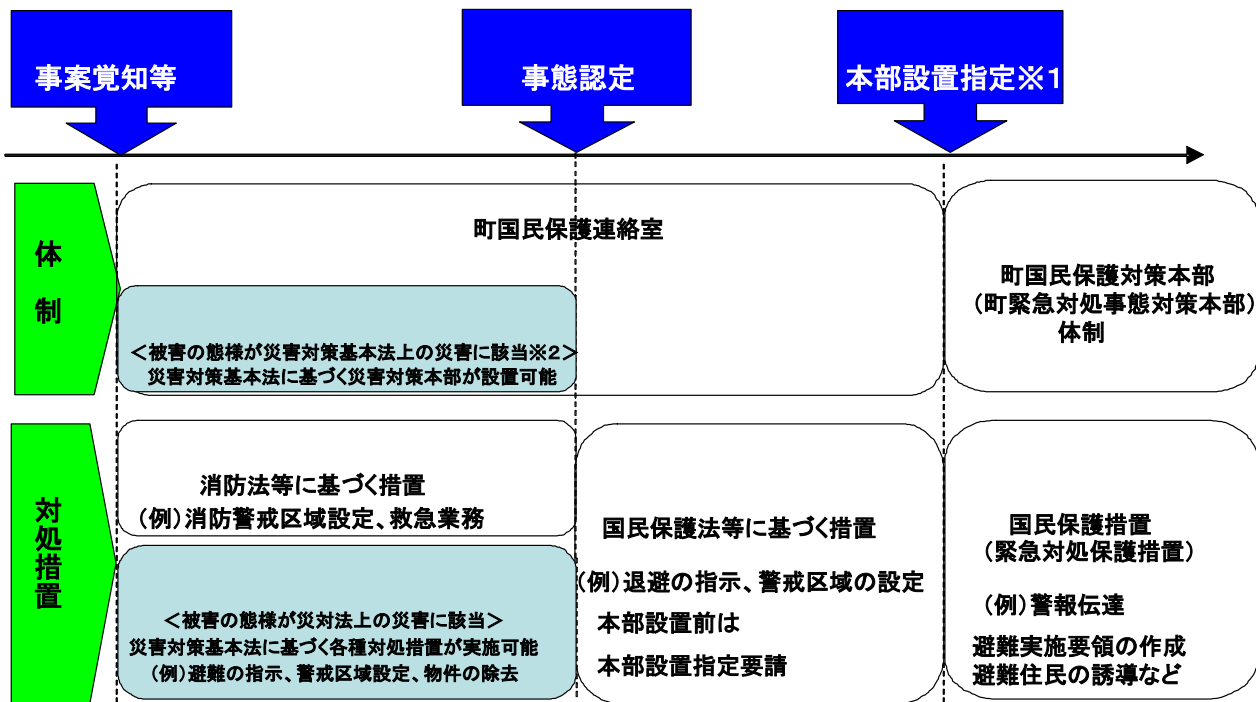 事案覚知等
事態認定
本部設置指定※1
体
制
町国民保護連絡室
<被害の態様が災害対策基本法上の災害に該当※2>
災害対策基本法に基づく災害対策本部が設置可能
町国民保護対策本部
(町緊急対処事態対策本部)
体制
対処措置
消防法等に基づく措置
(例)消防警戒区域設定、救急業務
<被害の態様が災対法上の災害に該当>
災害対策基本法に基づく各種対処措置が実施可能
(例)避難の指示、警戒区域設定、物件の除去
国民保護法等に基づく措置
(例)退避の指示、警戒区域の設定
本部設置前は
本部設置指定要請
国民保護措置
(緊急対処保護措置)
(例)警報伝達
避難実施要領の作成
避難住民の誘導など